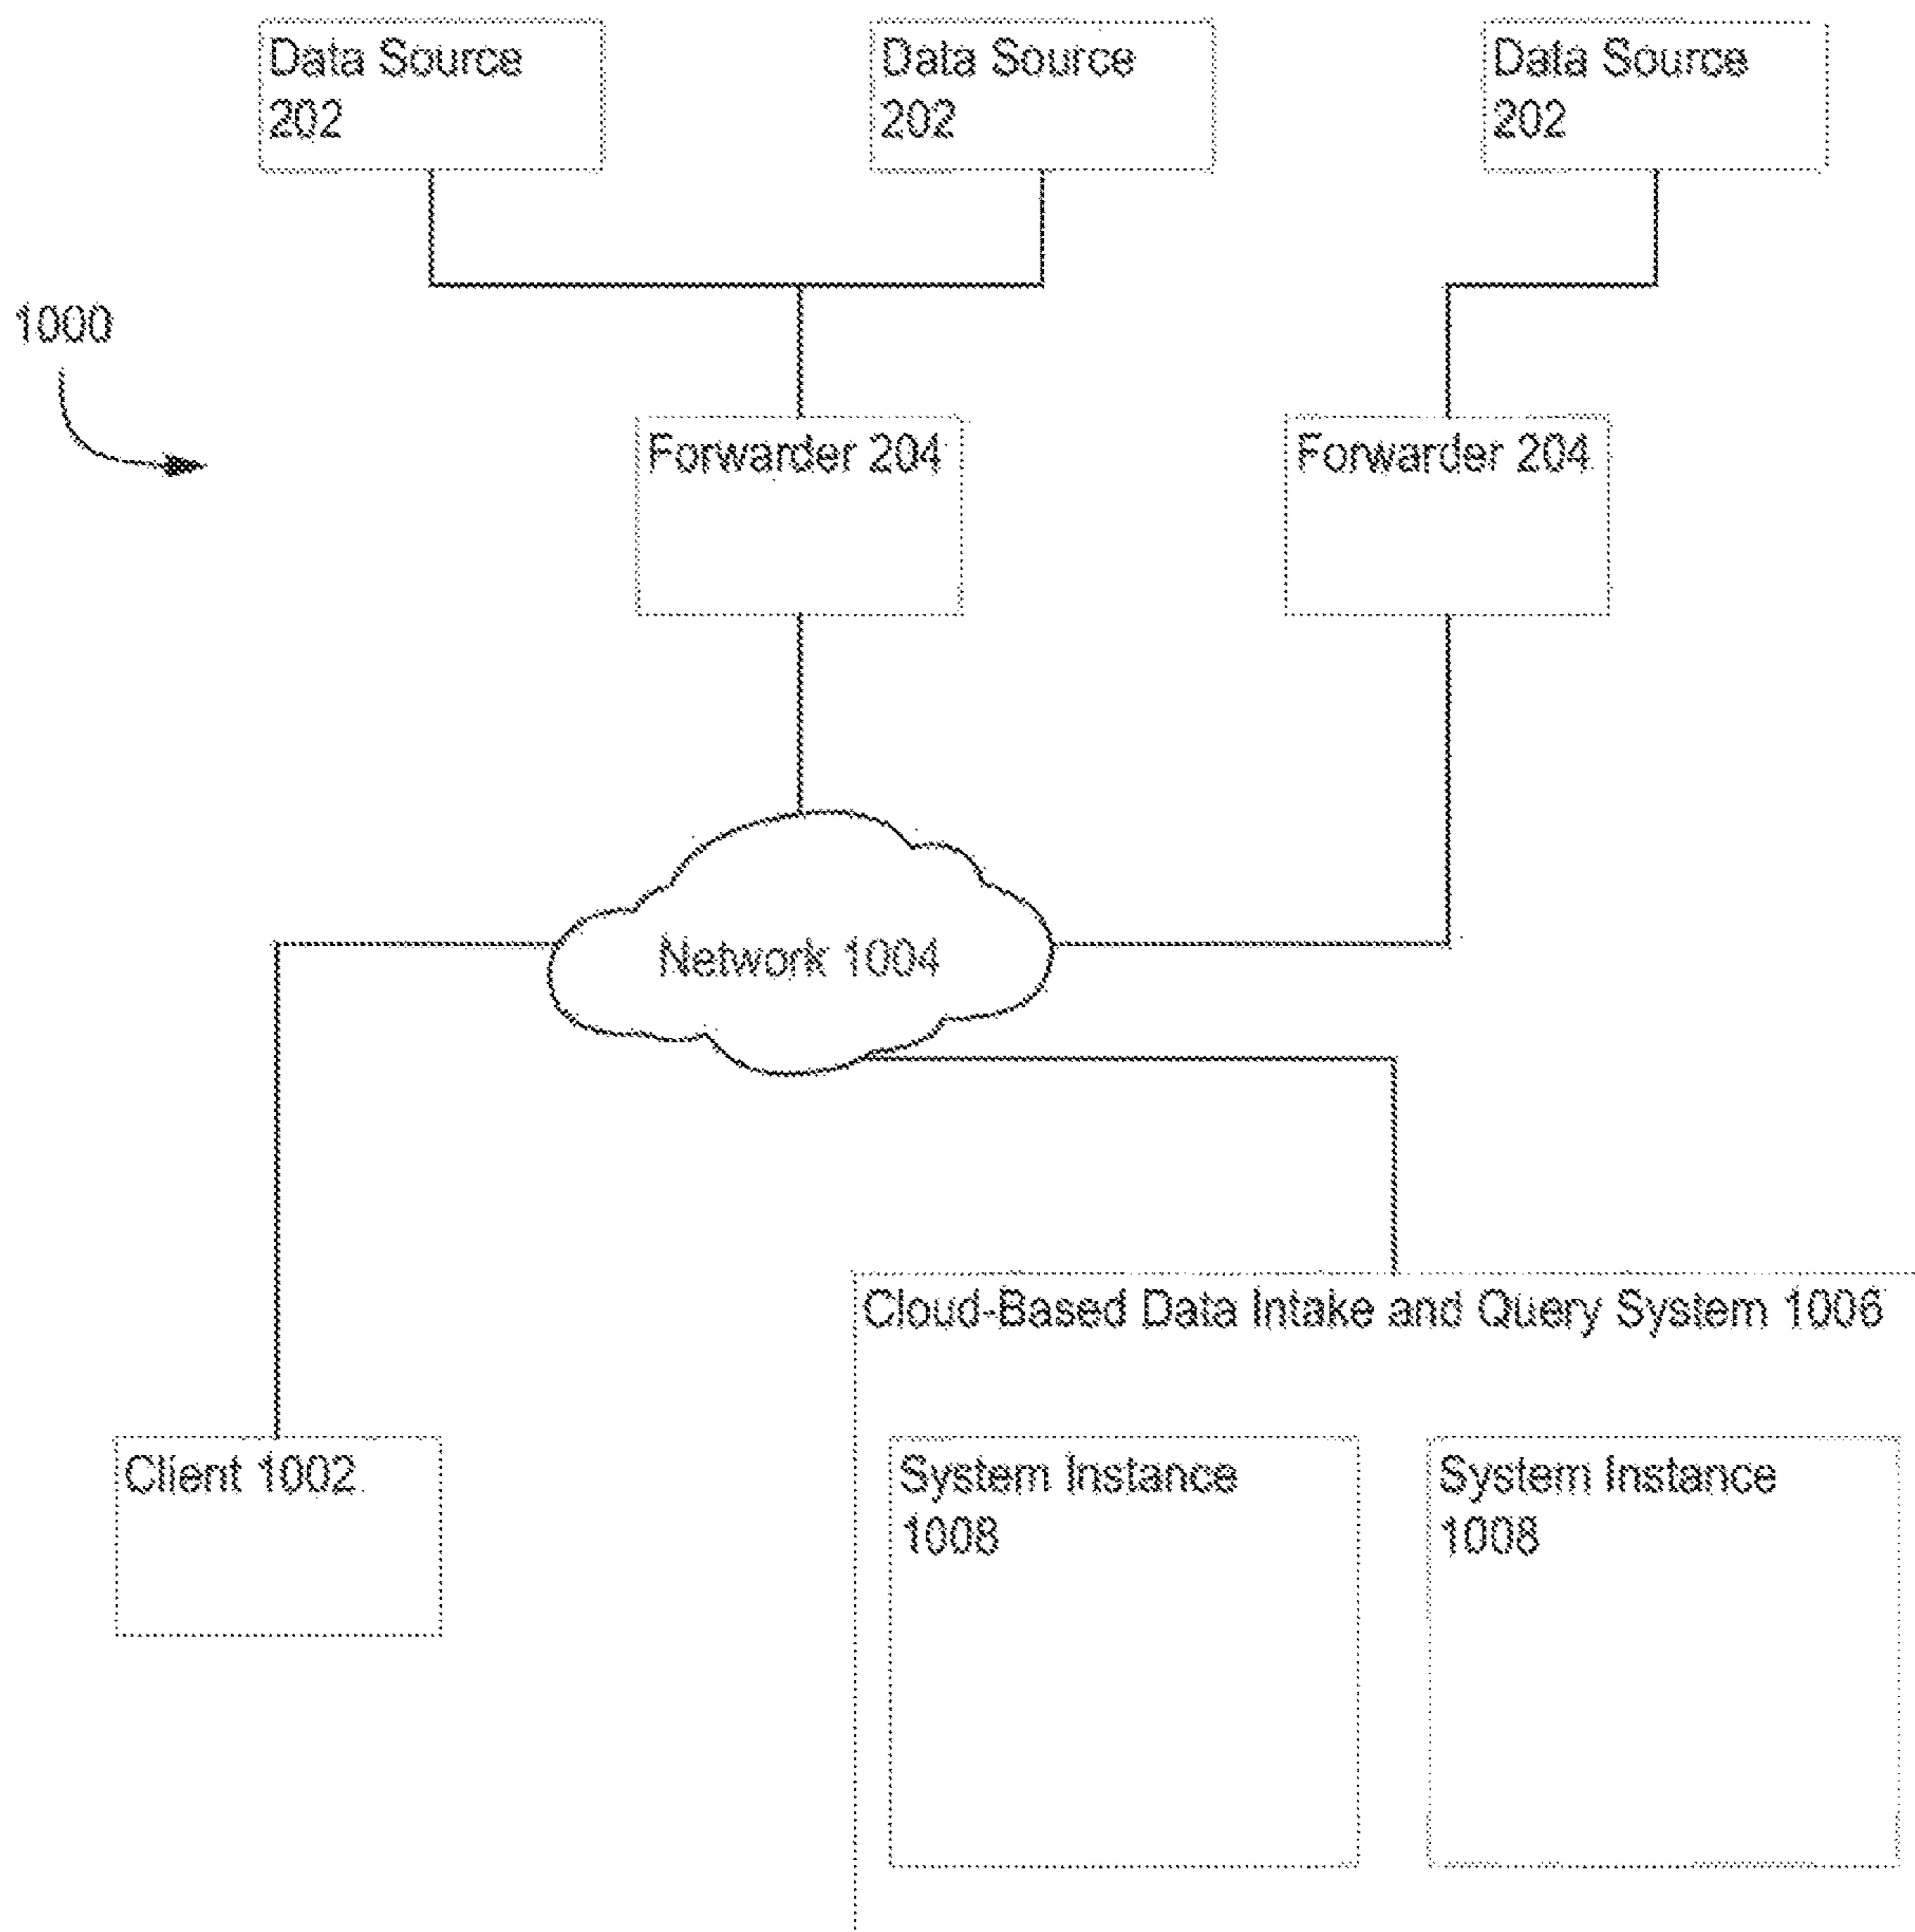 Data Source
202
Data Source
202
Data Source
202
1000
Forwarder 204
Forwarder 204
Network 1004
Cloud-Based Data Intake and Query System 1006
Client 1002
System Instance
1008
System Instance
1008